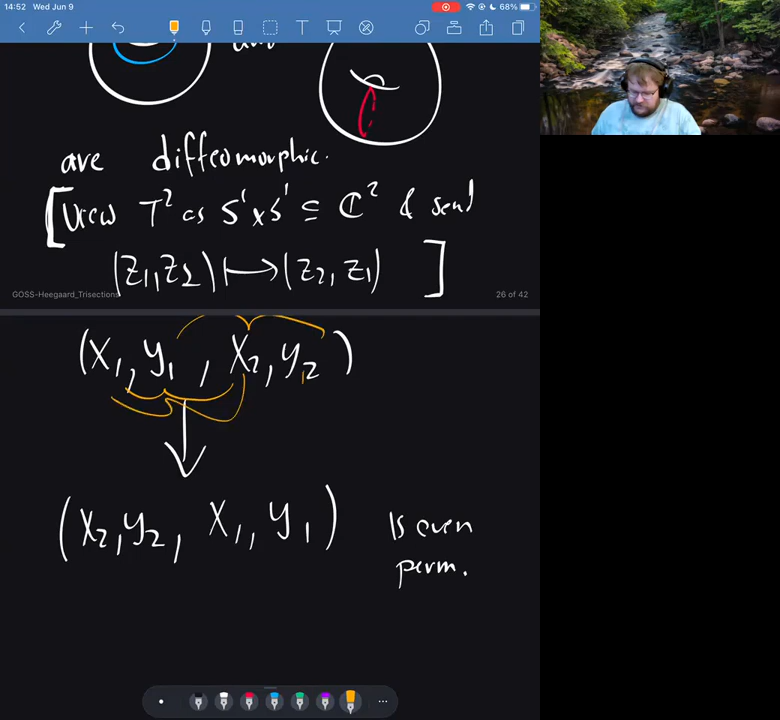 14:52 Wed Jun 9
68%
are diffeomorphic.
[View T² as S¹×S¹ ⊆ ℂ² & send
(z₁,z₂) ↦ (z₂,z₁) ]
GOSS-Heegaard_Trisections
26 of 42
(x₁,y₁, x₂,y₂)
(x₂,y₂, x₁,y₁) is even
perm.